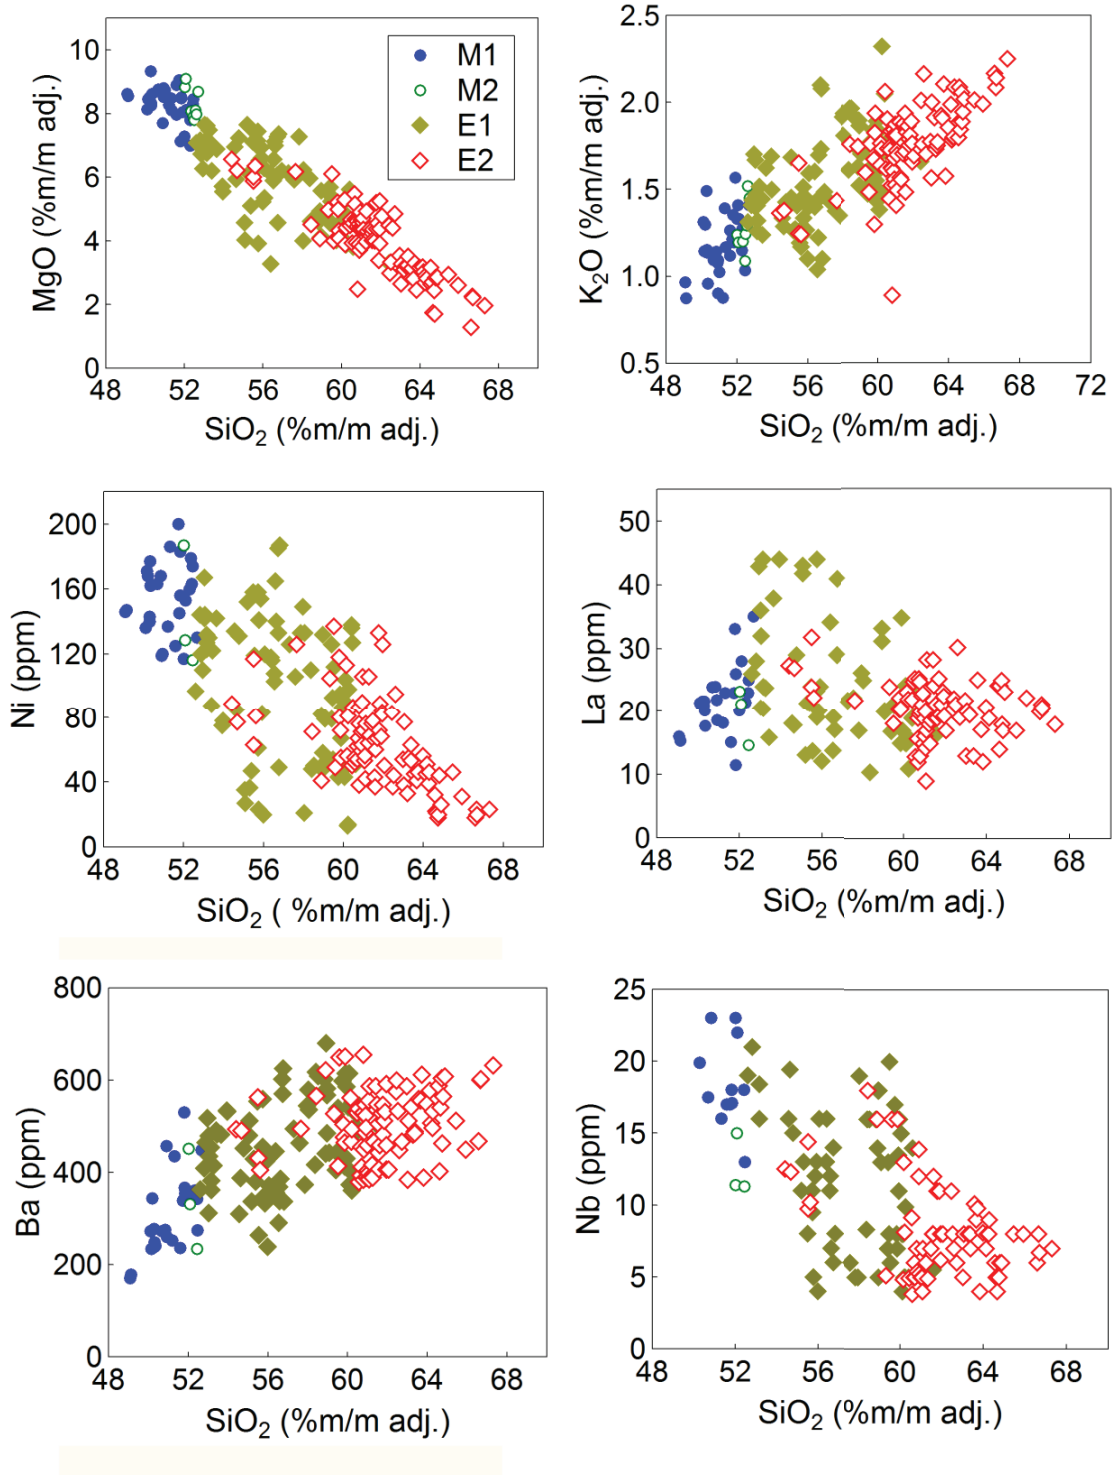 10
8
6
4
2
0
MgO (%m/m adj.)
M1
M2
E1
E2
48 52 56 60 64 68
SiO2 (%m/m adj.)
2.5
2.0
1.5
1.0
0.5
K2O (%m/m adj.)
48 52 56 60 64 68 72
SiO2 (%m/m adj.)
200
160
120
80
40
0
Ni (ppm)
48 52 56 60 64 68
SiO2 ( %m/m adj.)
50
40
30
20
10
0
La (ppm)
48 52 56 60 64 68
SiO2 (%m/m adj.)
800
600
400
200
0
Ba (ppm)
48 52 56 60 64 68
SiO2 (%m/m adj.)
25
20
15
10
5
0
Nb (ppm)
48 52 56 60 64 68
SiO2 (%m/m adj.)